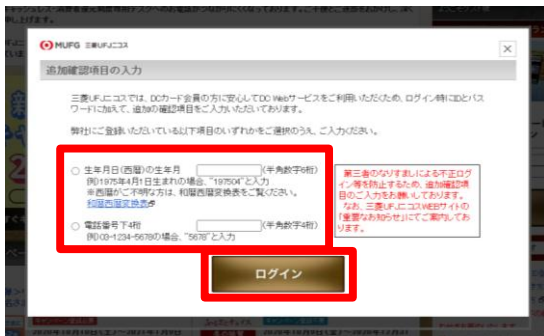 MUFG 三菱UFJニコス
追加確認項目の入力
三菱UFJニコスでは、DCカード会員の方に安心してDC Webサービスをご利用いただくため、ログイン時にIDとパス
ワードに加えて、追加の確認項目をご入力いただいております。
弊社にご登録いただいている以下項目のいずれかをご選択のうえ、ご入力ください。
生年月日(西暦)の生年月 (半角数字6桁)
例)1975年4月1日生まれの場合、"197504"と入力
※西暦がご不明な方は、和暦西暦変換表をご覧ください。
和暦西暦変換表
電話番号下4桁 (半角数字4桁)
例)03-1234-5678の場合、"5678"と入力
第三者のなりすましによる不正ログ
イン等を防止するため、追加確認項
目のご入力をお願いしております。
なお、三菱UFJニコスWEBサイトの
「重要なお知らせ」にてご案内してお
ります。
ログイン